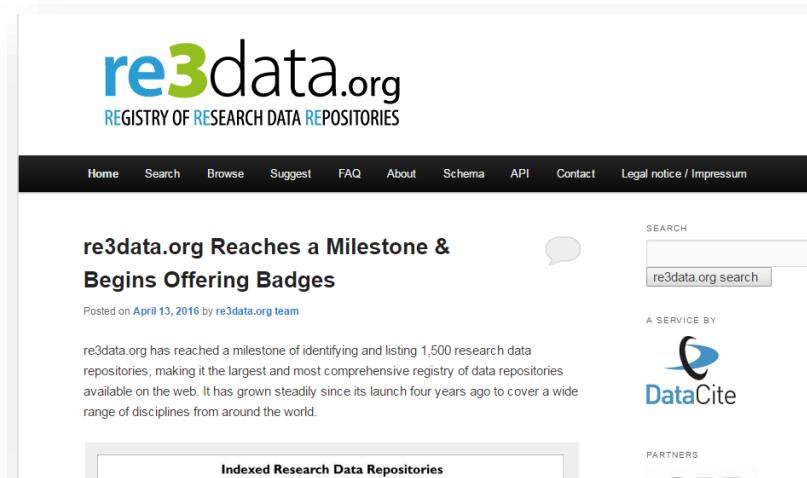 re3data.org
REGISTRY OF RESEARCH DATA REPOSITORIES
Home Search Browse Suggest FAQ About Schema API Contact Legal notice / Impressum
re3data.org Reaches a Milestone &
Begins Offering Badges
Posted on April 13, 2016 by re3data.org team
re3data.org has reached a milestone of identifying and listing 1,500 research data
repositories, making it the largest and most comprehensive registry of data repositories
available on the web. It has grown steadily since its launch four years ago to cover a wide
range of disciplines from around the world.
Indexed Research Data Repositories
SEARCH
re3data.org search
A SERVICE BY
DataCite
PARTNERS